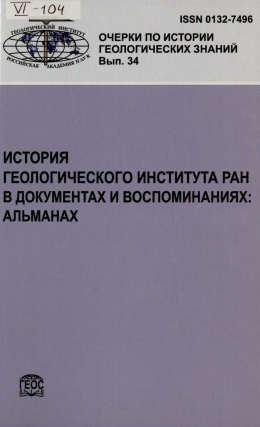 VI-104
ISSN 0132-7496
ГЕОЛОГИЧЕСКИЙ ИНСТИТУТ
РОССИЙСКАЯ АКАДЕМИЯ НАУК
ОЧЕРКИ ПО ИСТОРИИ
ГЕОЛОГИЧЕСКИХ ЗНАНИЙ
Вып. 34
ИСТОРИЯ
ГЕОЛОГИЧЕСКОГО ИНСТИТУТА РАН
В ДОКУМЕНТАХ И ВОСПОМИНАНИЯХ:
АЛЬМАНАХ
ГЕОС